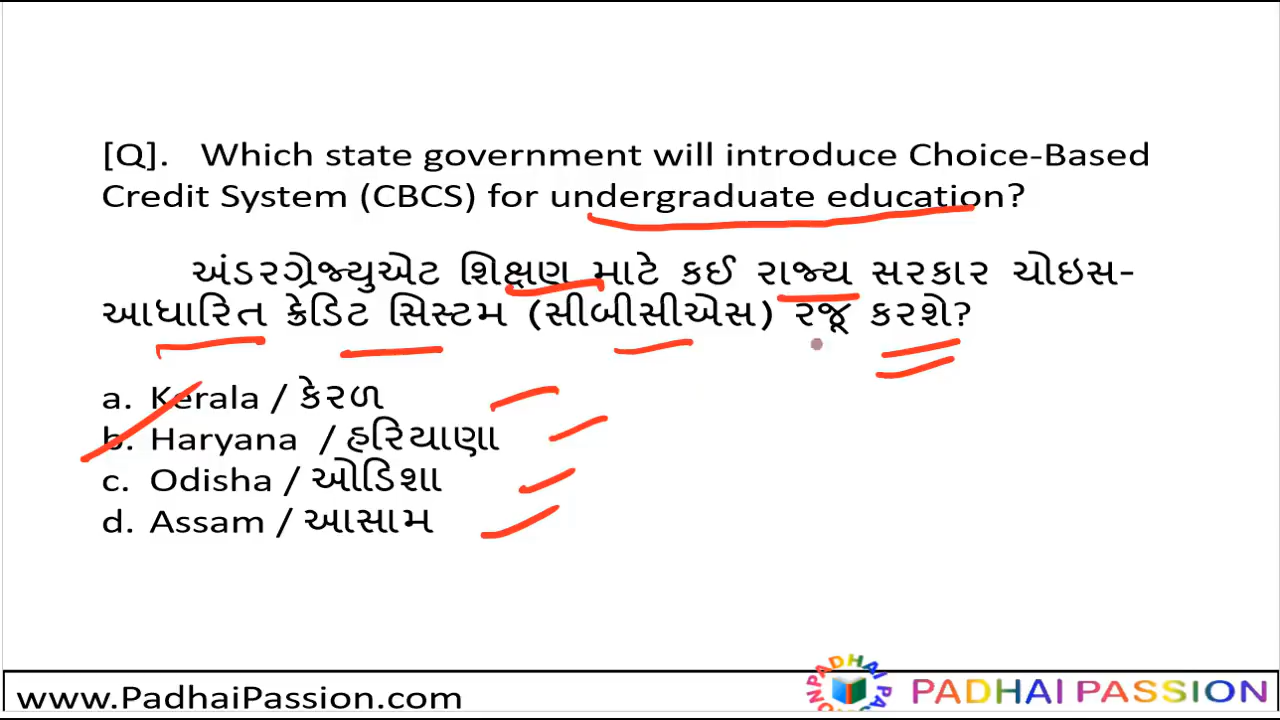 [Q]. Which state government will introduce Choice-Based
Credit System (CBCS) for undergraduate education?
અંડરગ્રેજ્યુએટ શિક્ષણ માટે કઈ રાજ્ય સરકાર ચોઇસ-
આધારિત ક્રેડિટ સિસ્ટમ (સીબીસીએસ) રજૂ કરશે?
a. Kerala / કેરળ
b. Haryana / હરિયાણા
c. Odisha / ઓડિશા
d. Assam / આસામ
www.PadhaiPassion.com
PADHAI PASSION